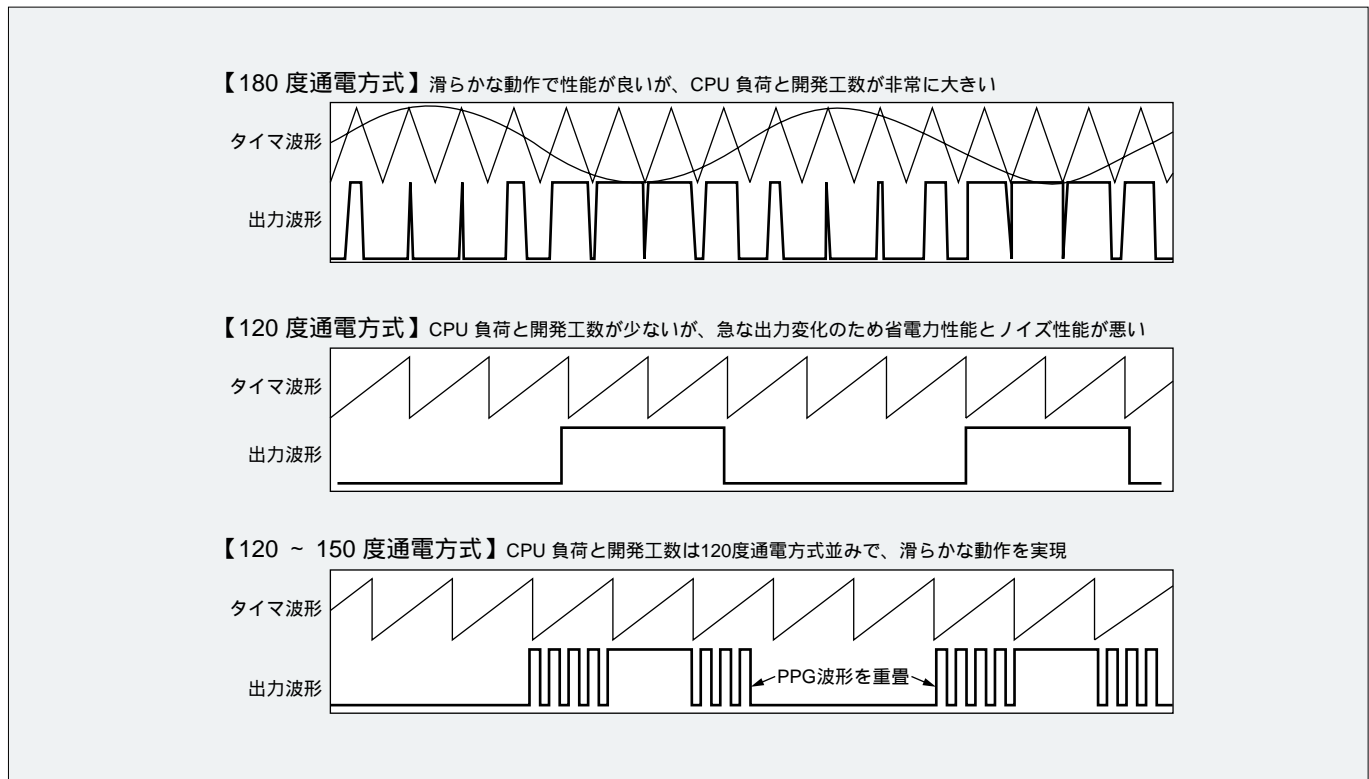 【180 度通電方式】滑らかな動作で性能が良いが、CPU 負荷と開発工数が非常に大きい
タイマ波形
出力波形
【120 度通電方式】CPU 負荷と開発工数が少ないが、急な出力変化のため省電力性能とノイズ性能が悪い
タイマ波形
出力波形
【120 ～ 150 度通電方式】CPU 負荷と開発工数は120度通電方式並みで、滑らかな動作を実現
タイマ波形
出力波形
PPG波形を重畳